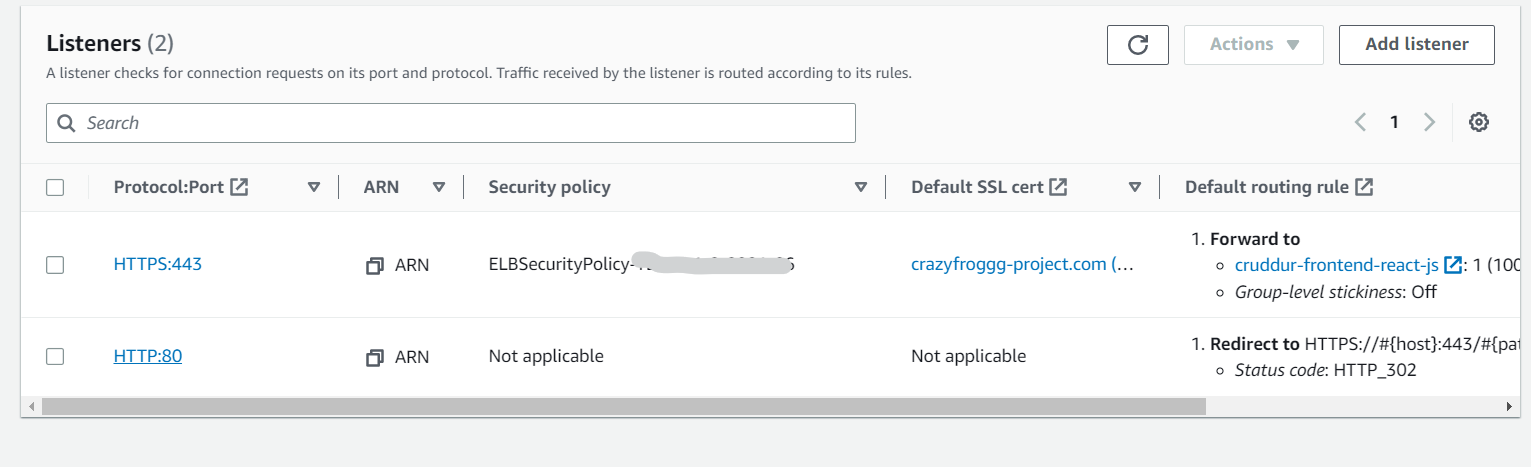 Listeners (2)
Actions
Add listener
A listener checks for connection requests on its port and protocol. Traffic received by the listener is routed according to its rules.
Search
1
Protocol:Port
ARN
Security policy
Default SSL cert
Default routing rule
HTTPS:443
ARN
ELBSecurityPolicy-
crazyfroggg-project.com (…
1. Forward to
cruddur-frontend-react-js : 1 (100
Group-level stickiness: Off
HTTP:80
ARN
Not applicable
Not applicable
1. Redirect to HTTPS://#{host}:443/#{pat
Status code: HTTP_302